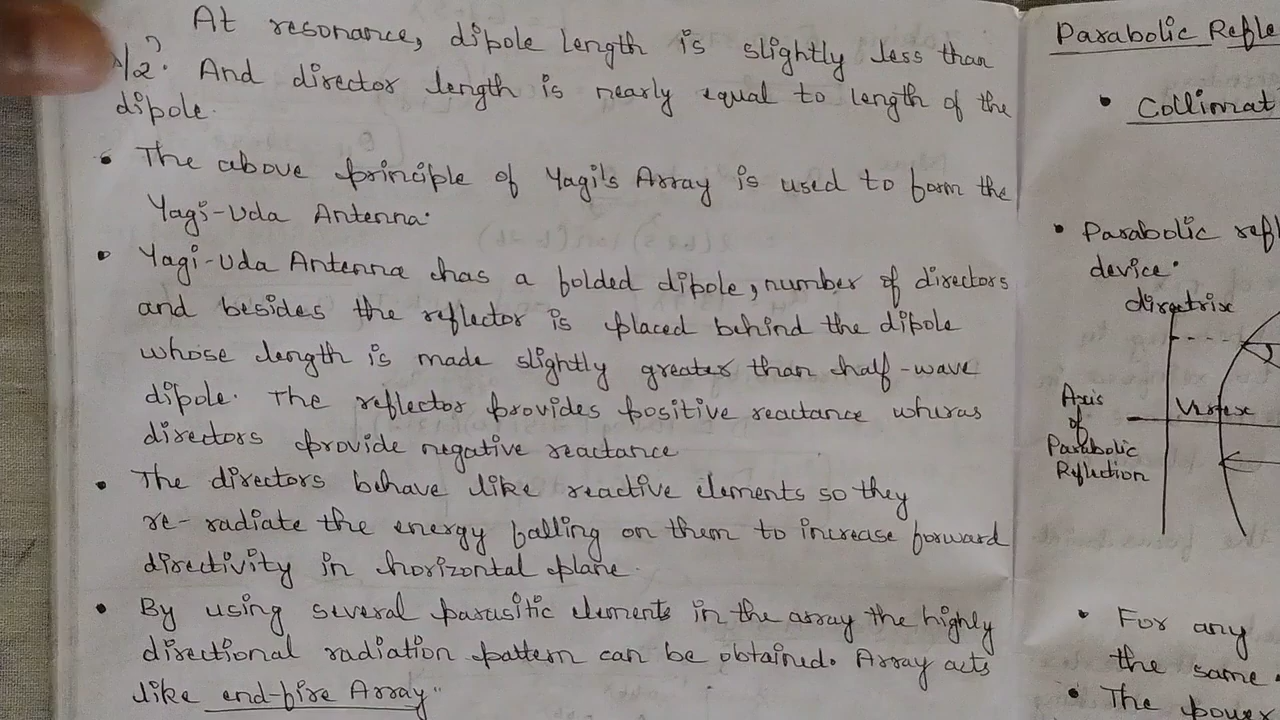 At resonance, dipole length is slightly less than
λ/2. And director length is nearly equal to length of the
dipole.
• The above principle of Yagi's Array is used to form the
Yagi-Uda Antenna.
• Yagi-Uda Antenna has a folded dipole, number of directors
and besides the reflector is placed behind the dipole
whose length is made slightly greater than half-wave
dipole. The reflector provides positive reactance wheras
directors provide negative reactance
• The directors behave like reactive elements so they
re-radiate the energy falling on them to increase forward
directivity in horizontal plane.
• By using several parasitic elements in the array the highly
directional radiation pattern can be obtained. Array acts
like end-fire Array"
Parabolic Refle
• Collimat
• Parabolic refl
device.
directrix
Axis
of
Parabolic
Reflection
Vertex
• For any
the same
• The power